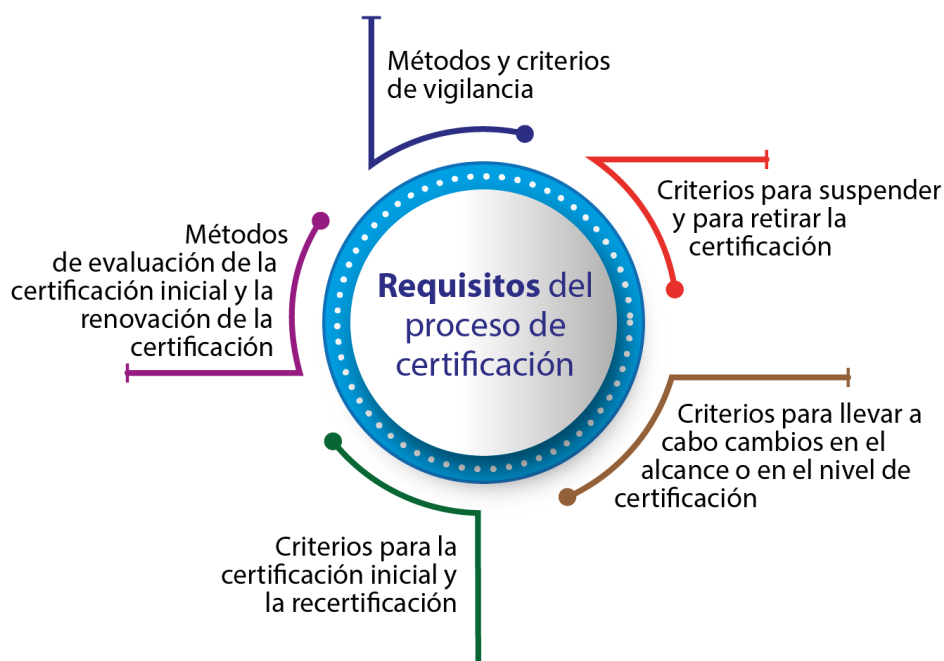 Métodos y criterios
de vigilancia
Criterios para suspender
y para retirar la
certificación
Métodos
de evaluación de la
certificación inicial y la
renovación de la
certificación
Requisitos del
proceso de
certificación
Criterios para llevar a
cabo cambios en el
alcance o en el nivel de
certificación
Criterios para la
certificación inicial y
la recertificación